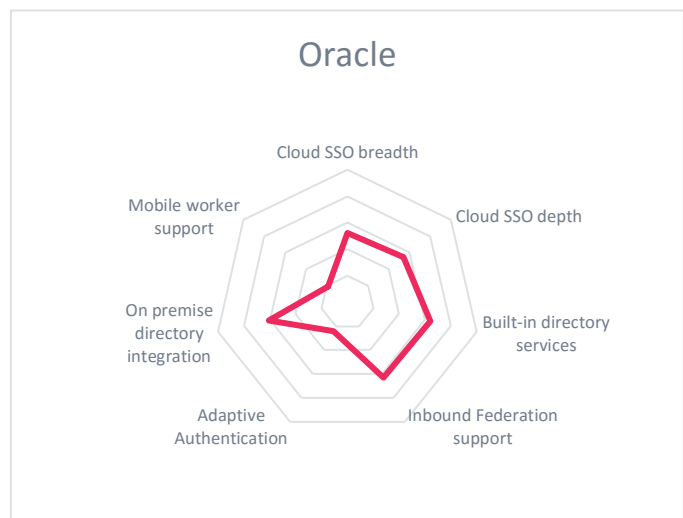 Oracle
Cloud SSO breadth
Cloud SSO depth
Mobile worker
support
Built-in directory
services
On premise
directory
integration
Inbound Federation
support
Adaptive
Authentication